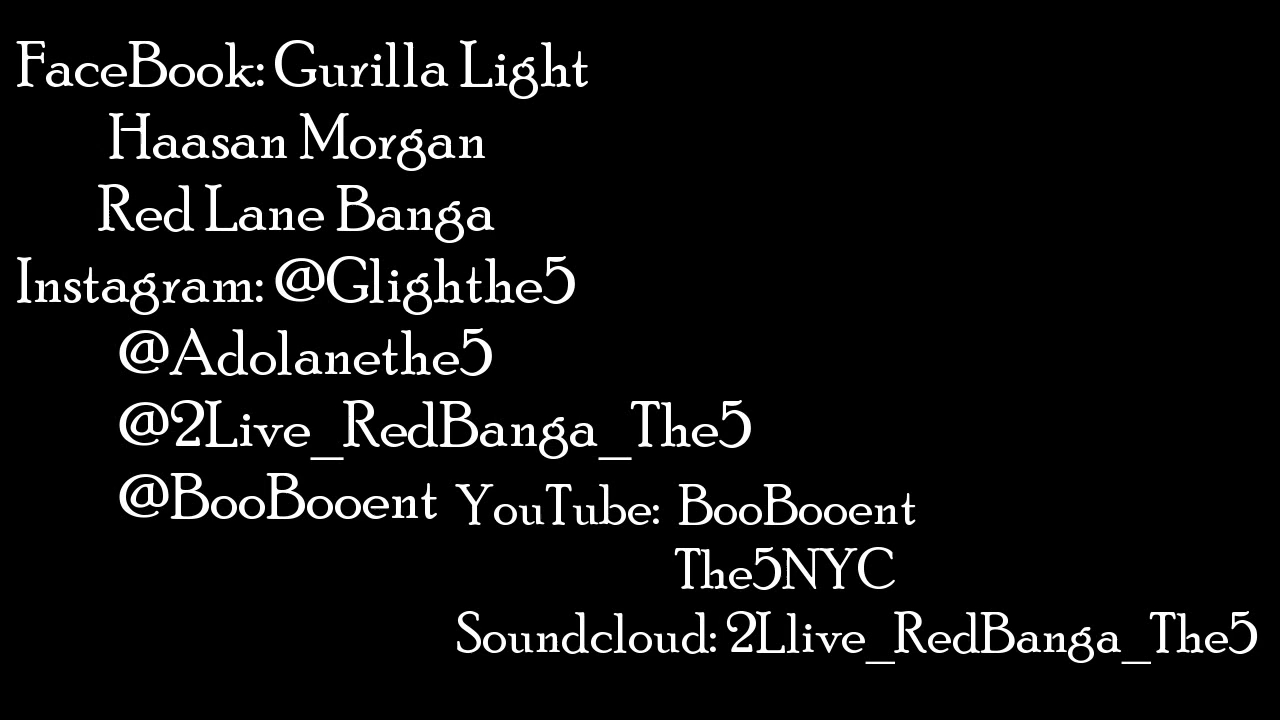 FaceBook: Gurilla Light
Haasan Morgan
Red Lane Banga
Instagram: @Glighthe5
@Adolanethe5
@2Live_RedBanga_The5
@BooBooent
YouTube: BooBooent
The5NYC
Soundcloud: 2Llive_RedBanga_The5